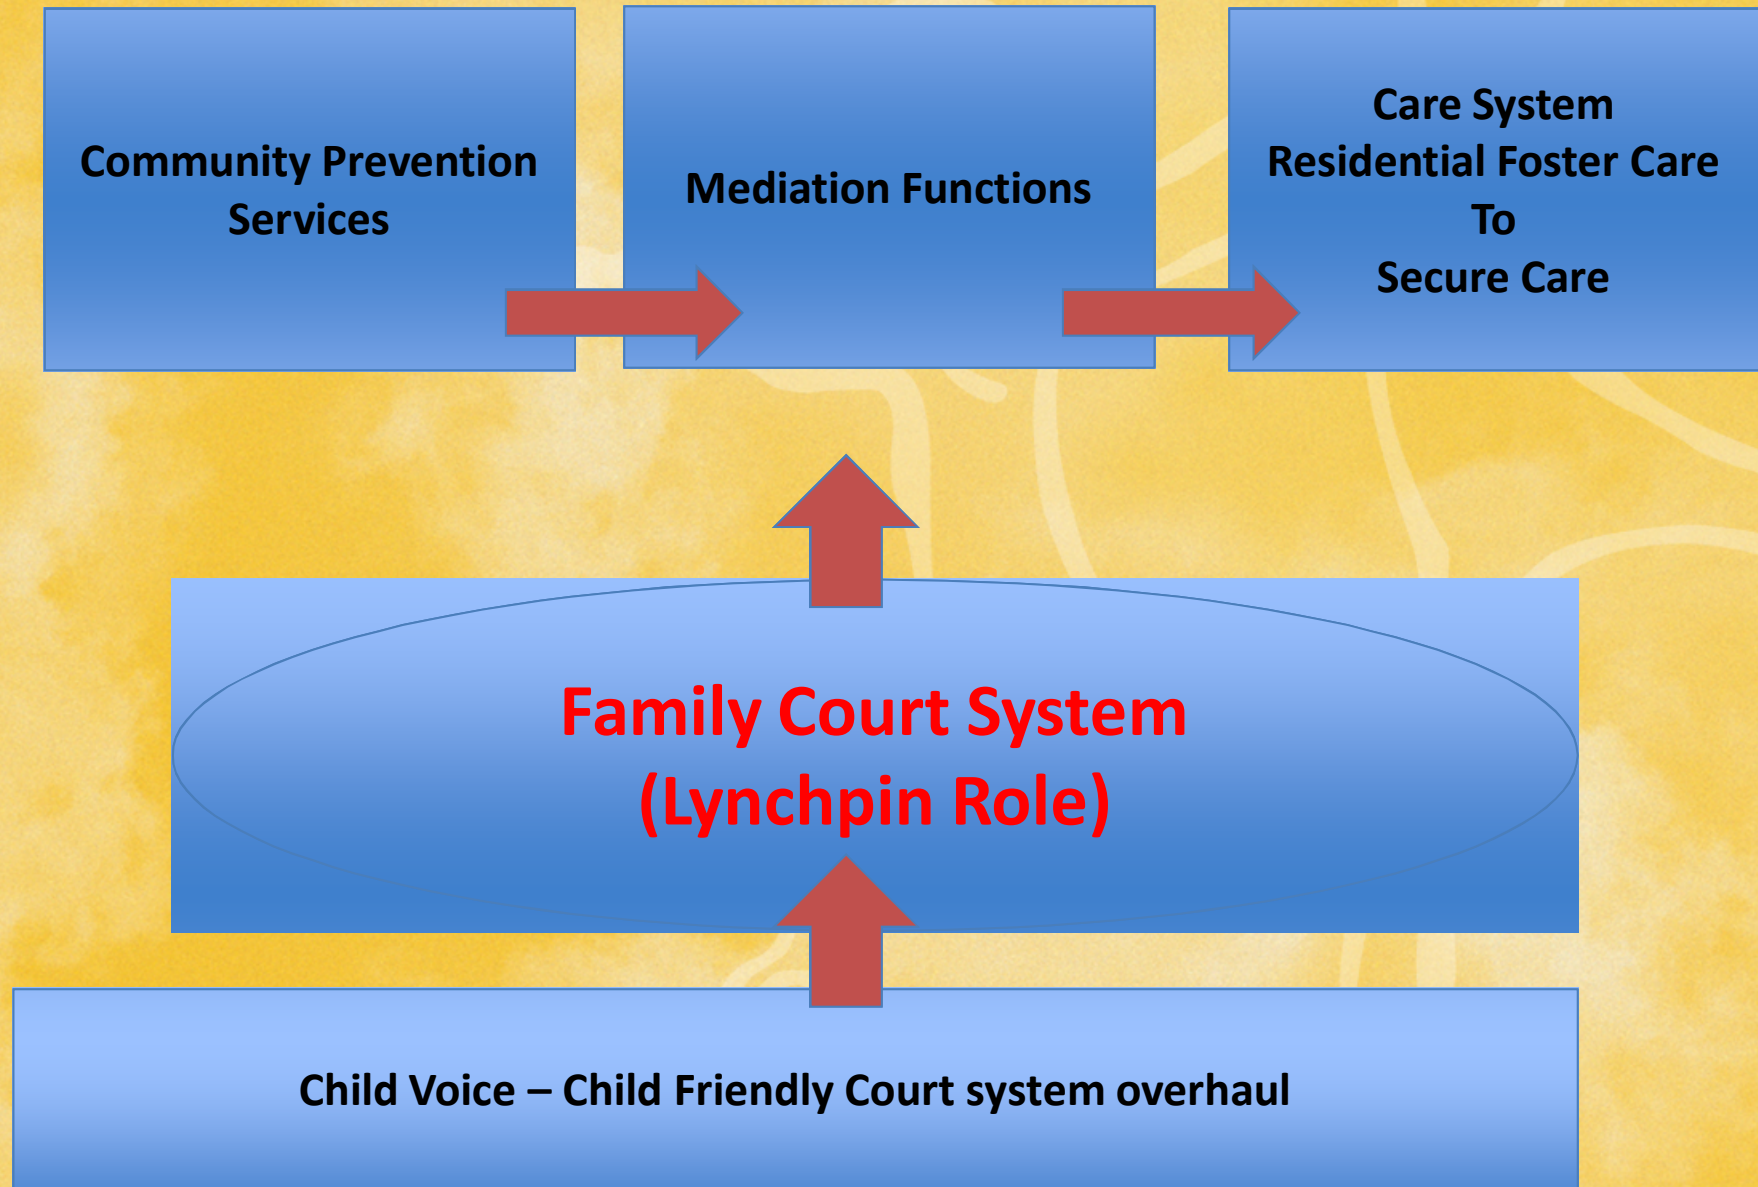 Community Prevention
Services
Mediation Functions
Care System
Residential Foster Care
To
Secure Care
Family Court System
(Lynchpin Role)
Child Voice – Child Friendly Court system overhaul